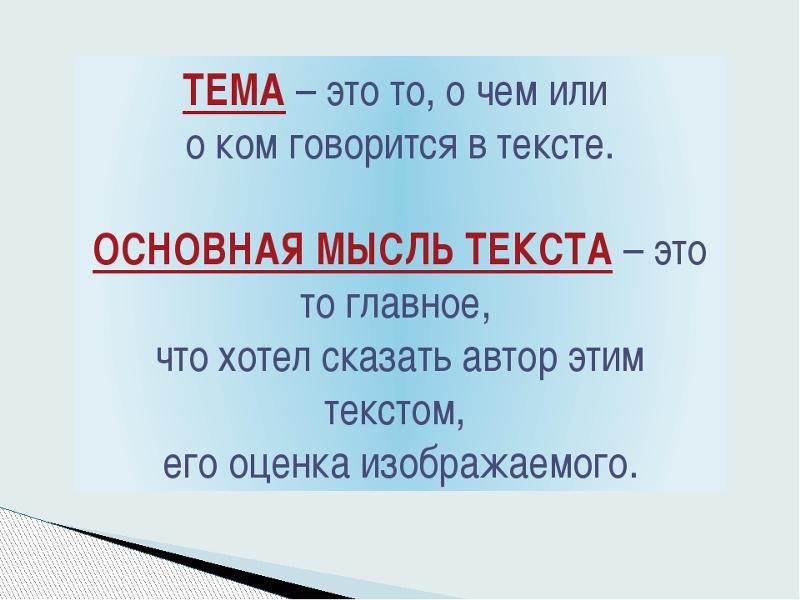 ТЕМА – это то, о чем или
о ком говорится в тексте.
ОСНОВНАЯ МЫСЛЬ ТЕКСТА – это
то главное,
что хотел сказать автор этим
текстом,
его оценка изображаемого.